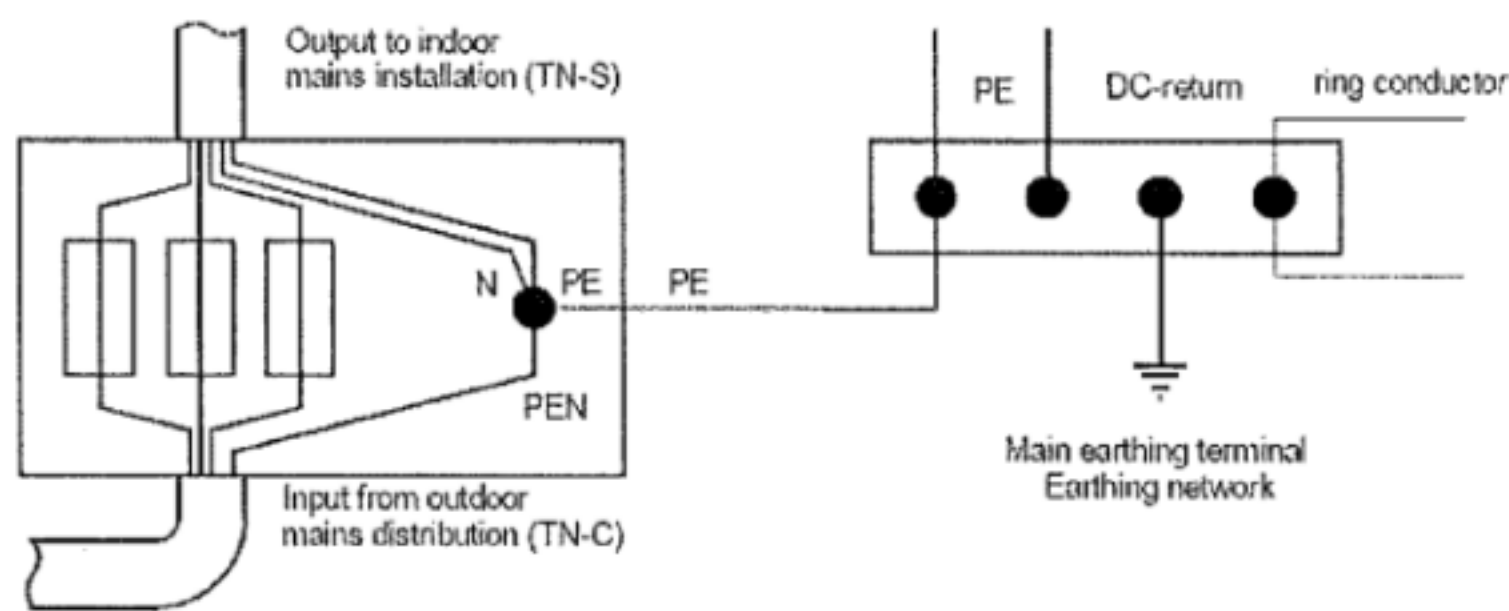 Output to indoor
mains installation (TN-S)
PE
DC-return
ring conductor
N
PE
PE
PEN
Main earthing terminal
Earthing network
Input from outdoor
mains distribution (TN-C)